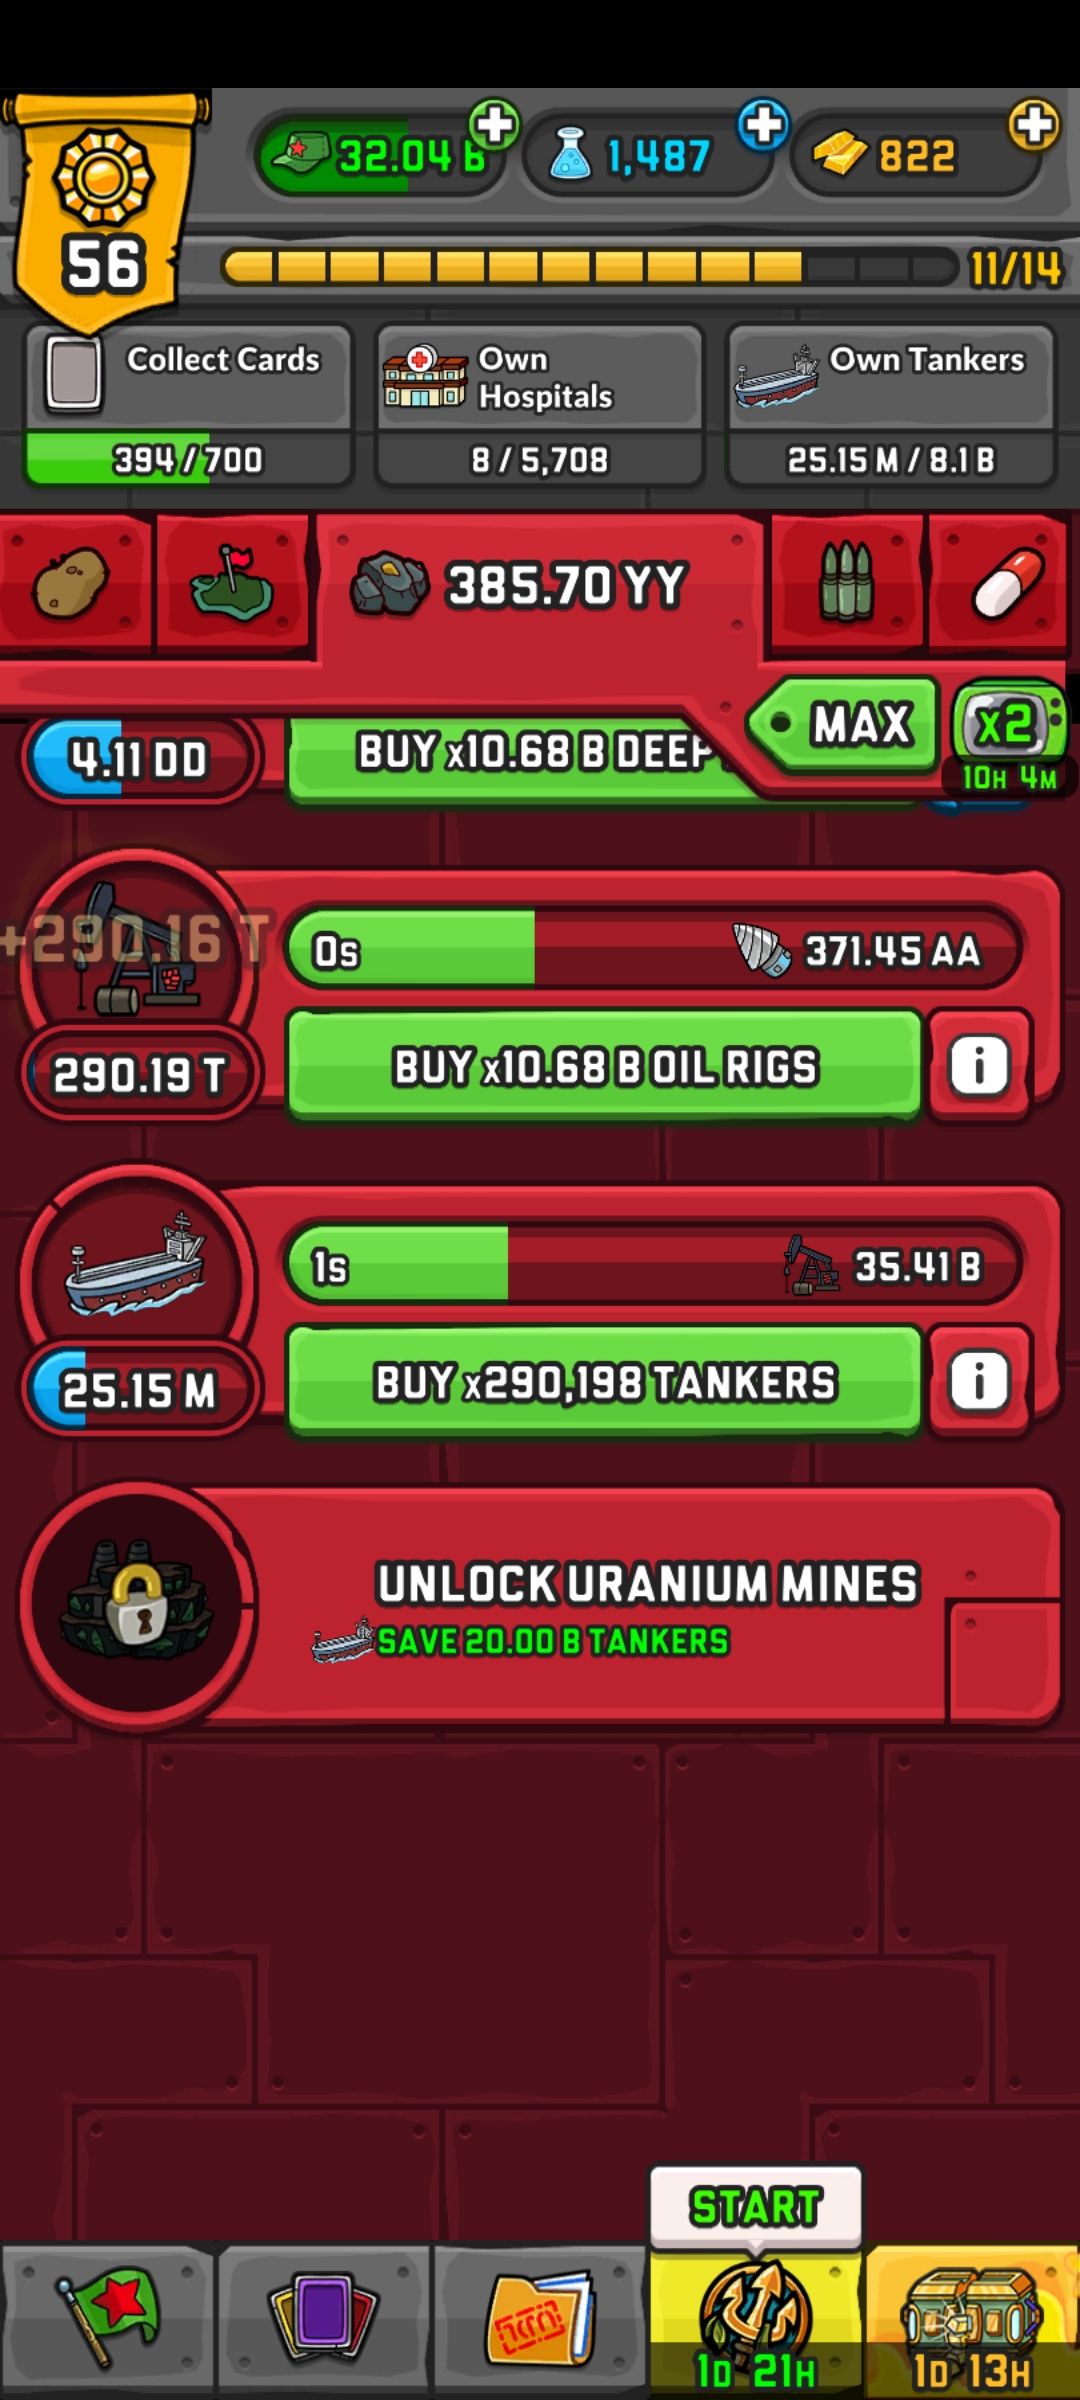 32.04 B
1,487
822
56
11/14
Collect Cards
394/700
Own
Hospitals
8/5,708
Own Tankers
25.15 M/8.1 B
385.70 YY
MAX
x2
10H 4M
4.11 DD
BUY x10.68 B DEEP
+290.16 T
0s
371.45 AA
290.19 T
BUY x10.68 B OIL RIGS
i
1s
35.41 B
25.15 M
BUY x290,198 TANKERS
i
UNLOCK URANIUM MINES
SAVE 20.00 B TANKERS
START
1D 21H
1D 13H